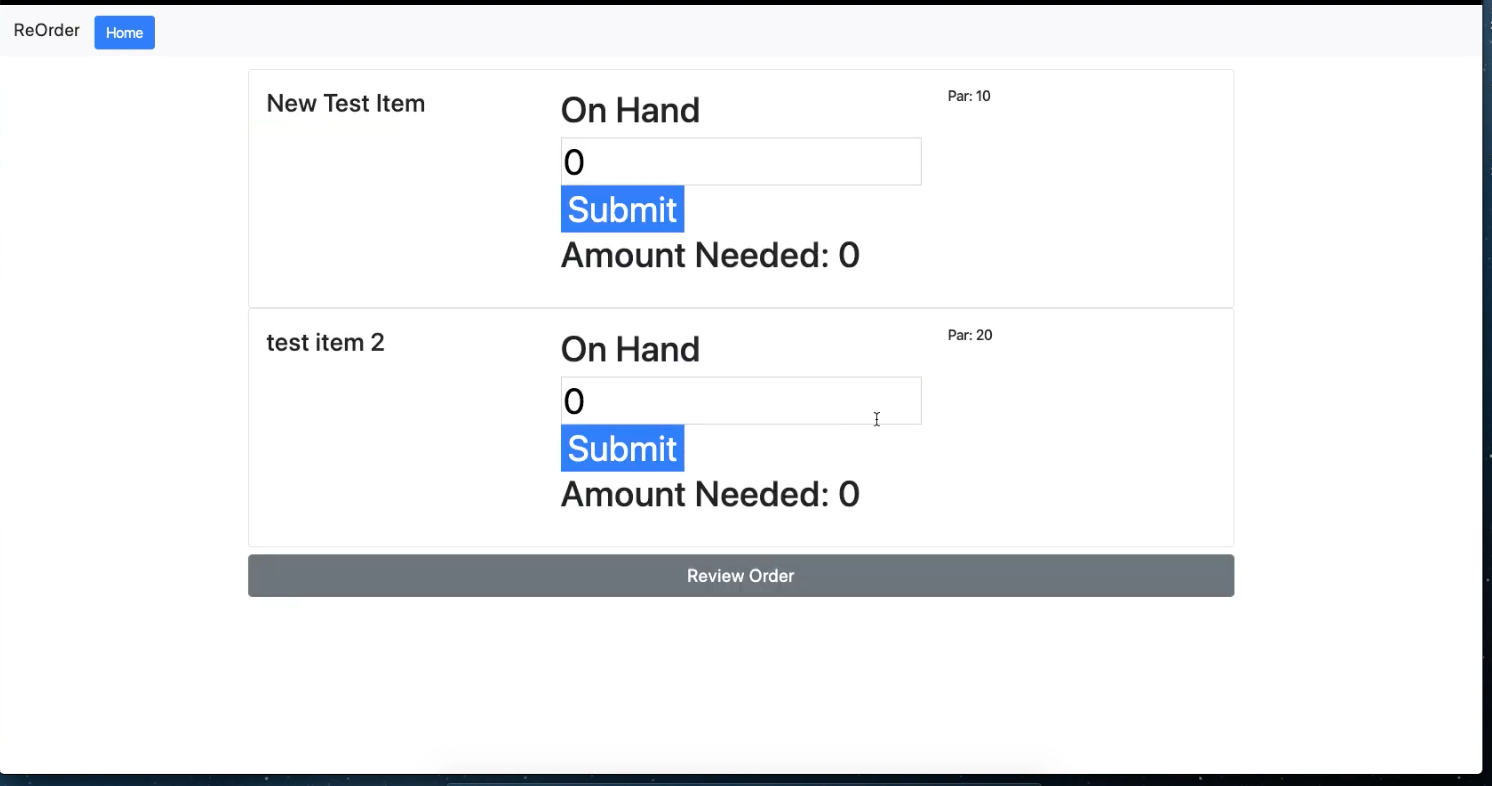 ReOrder Home
New Test Item
On Hand
Par: 10
0
Submit
Amount Needed: 0
test item 2
On Hand
Par: 20
0
Submit
Amount Needed: 0
Review Order